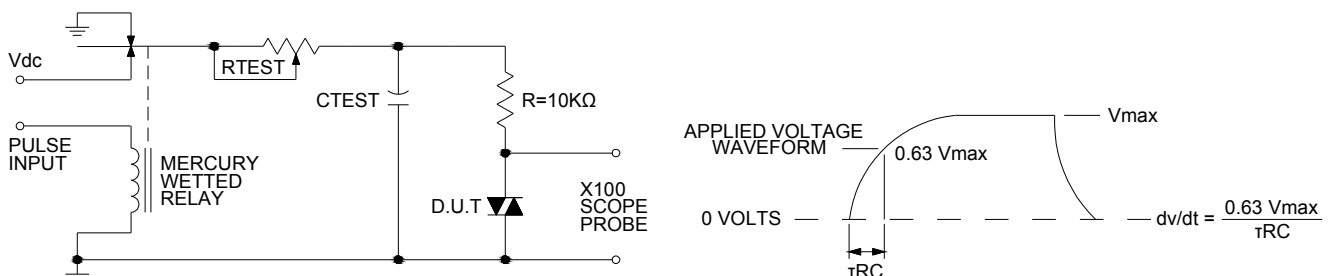 Vdc
RTEST
CTEST
R=10KΩ
PULSE
INPUT
MERCURY
WETTED
RELAY
D.U.T
X100
SCOPE
PROBE
APPLIED VOLTAGE
WAVEFORM
Vmax
0.63 Vmax
0 VOLTS
dv/dt = 0.63 Vmax
τRC
τRC